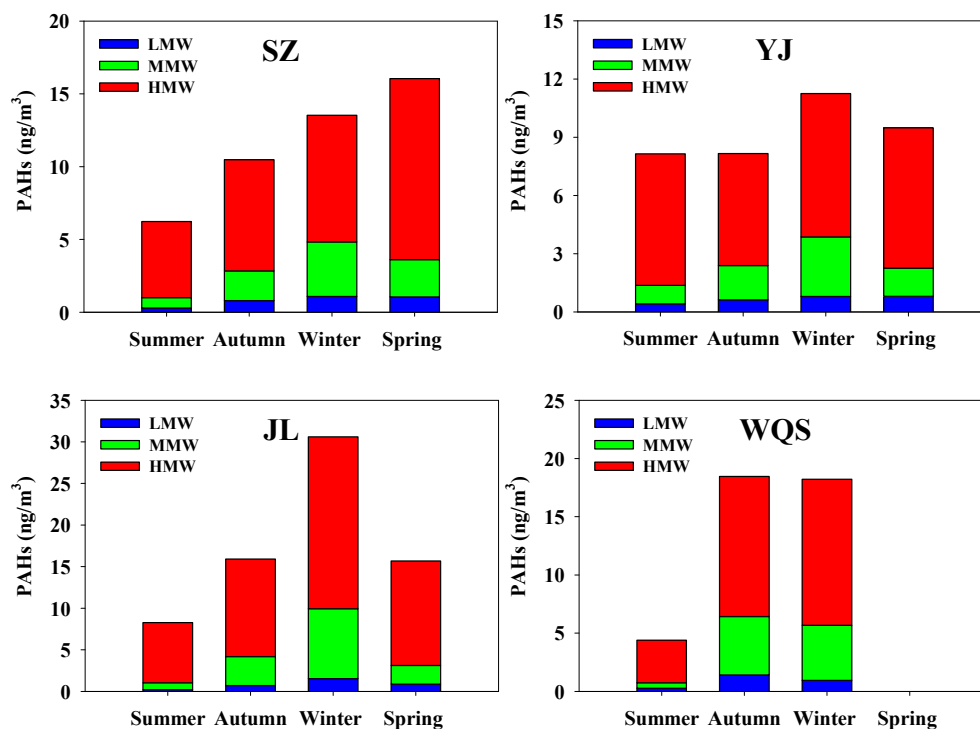 SZ
LMW
MMW
HMW
PAHs (ng/m³)
20
15
10
5
0
Summer Autumn Winter Spring
YJ
LMW
MMW
HMW
PAHs (ng/m³)
15
12
9
6
3
0
Summer Autumn Winter Spring
JL
LMW
MMW
HMW
PAHs (ng/m³)
35
30
25
20
15
10
5
0
Summer Autumn Winter Spring
WQS
LMW
MMW
HMW
PAHs (ng/m³)
25
20
15
10
5
0
Summer Autumn Winter Spring